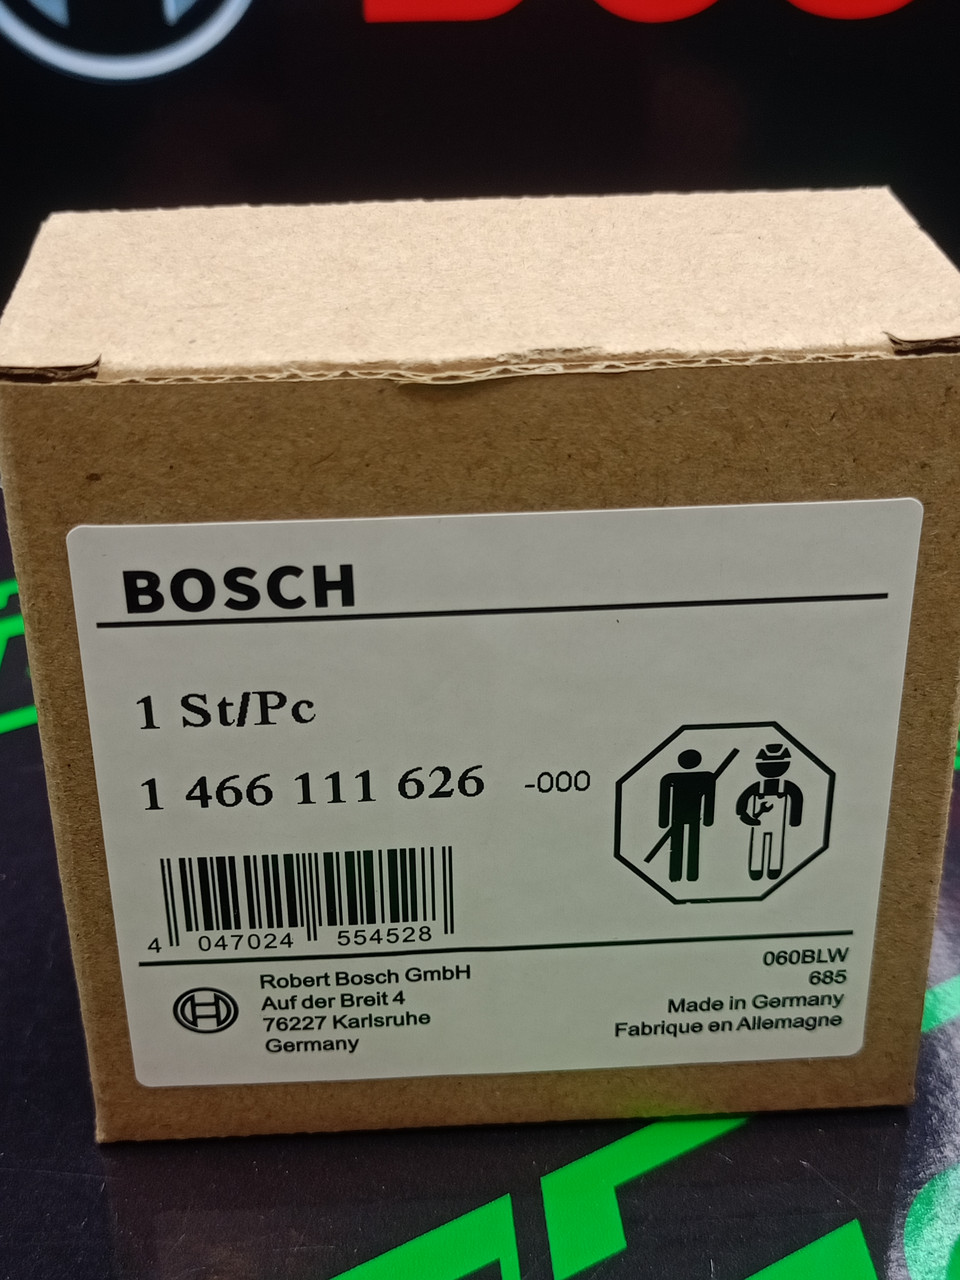 BOSCH
1 St/Pc
1 466 111 626 -000
4 047024 554528
Robert Bosch GmbH
Auf der Breit 4
76227 Karlsruhe
Germany
060BLW
685
Made in Germany
Fabrique en Allemagne